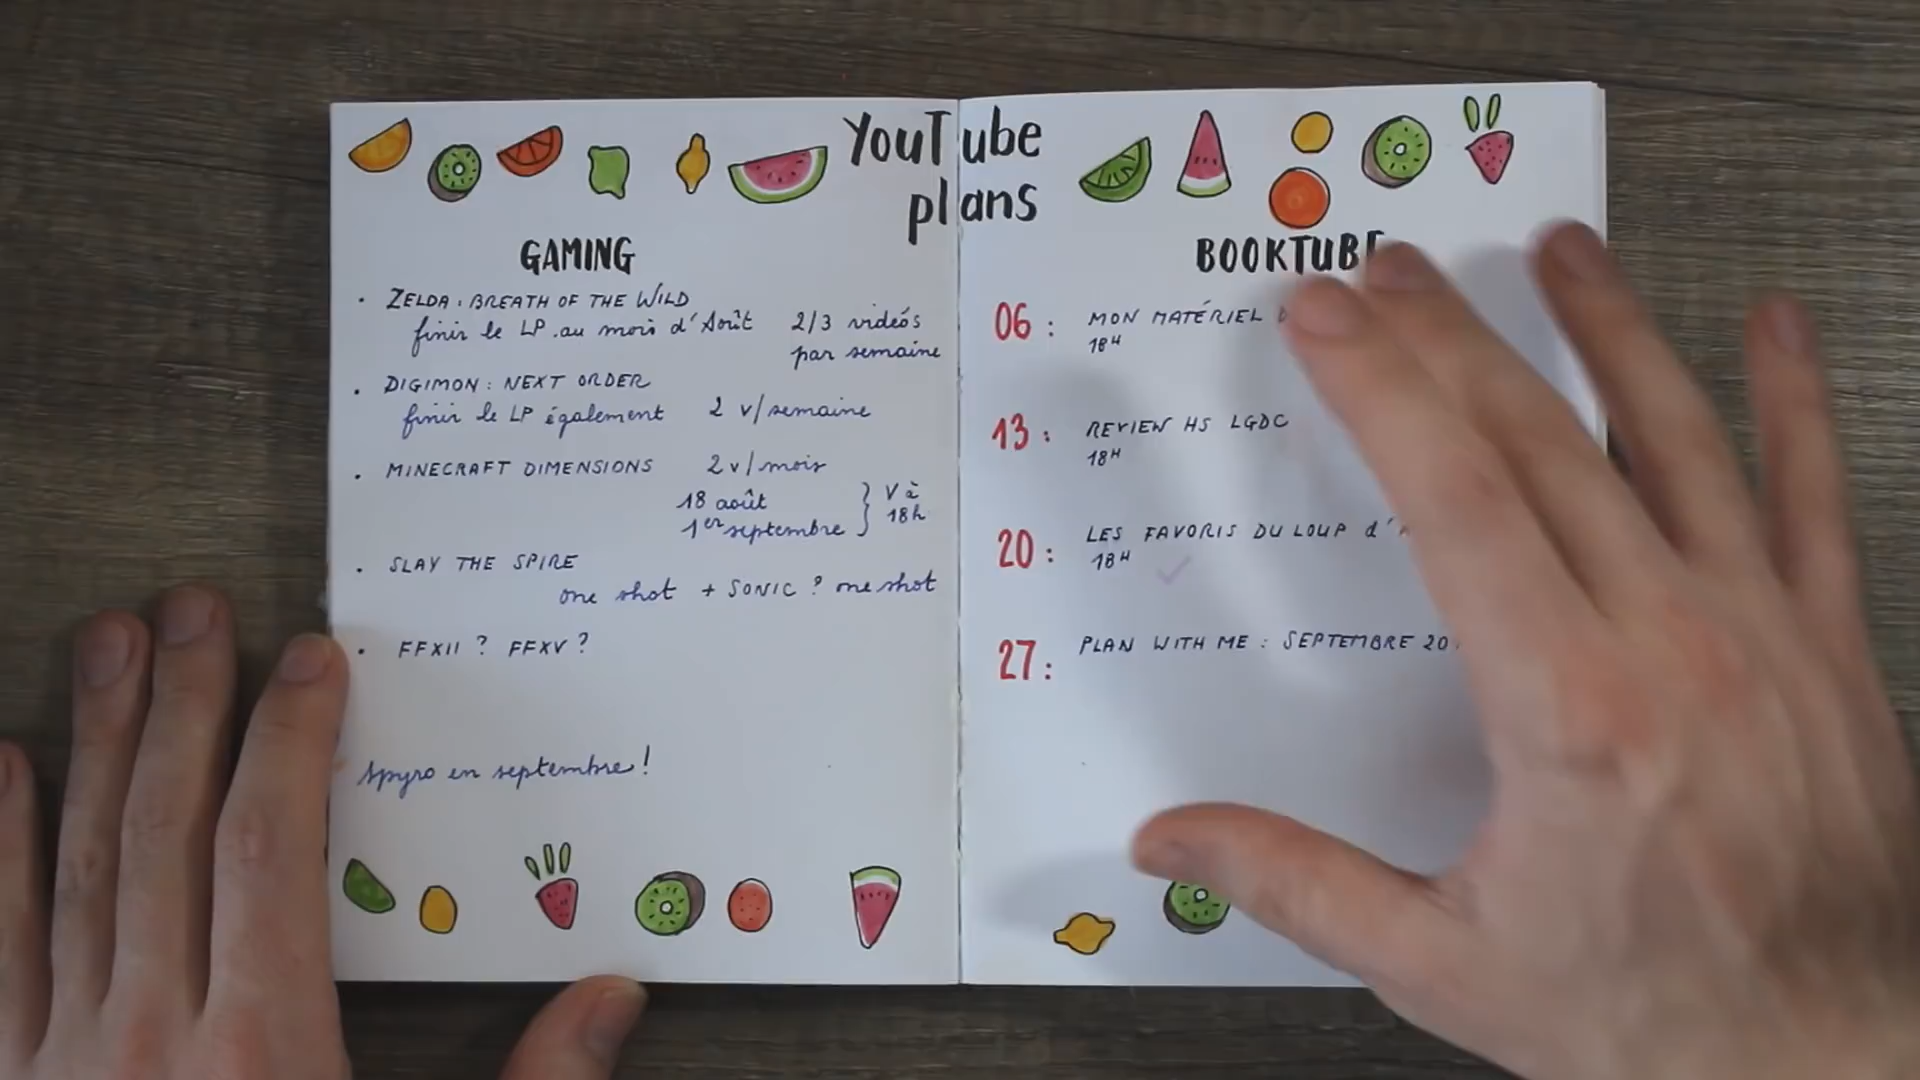 YouTube
plans
GAMING
. ZELDA : BREATH OF THE WILD
finir le LP au mois d'Août 2/3 vidéos
par semaine
. DIGIMON : NEXT ORDER
finir le LP également 2 v/semaine
. MINECRAFT DIMENSIONS 2 v/mois
18 août
1er septembre } V à
18h
. SLAY THE SPIRE
one shot + SONIC ? one shot
. FFXII ? FFXV ?
Spyro en septembre !
BOOKTUBE
06 : MON MATÉRIEL
18H
13 : REVIEW HS LGDC
18H
20 : LES FAVORIS DU LOUP d'
18H
27 : PLAN WITH ME : SEPTEMBRE 20